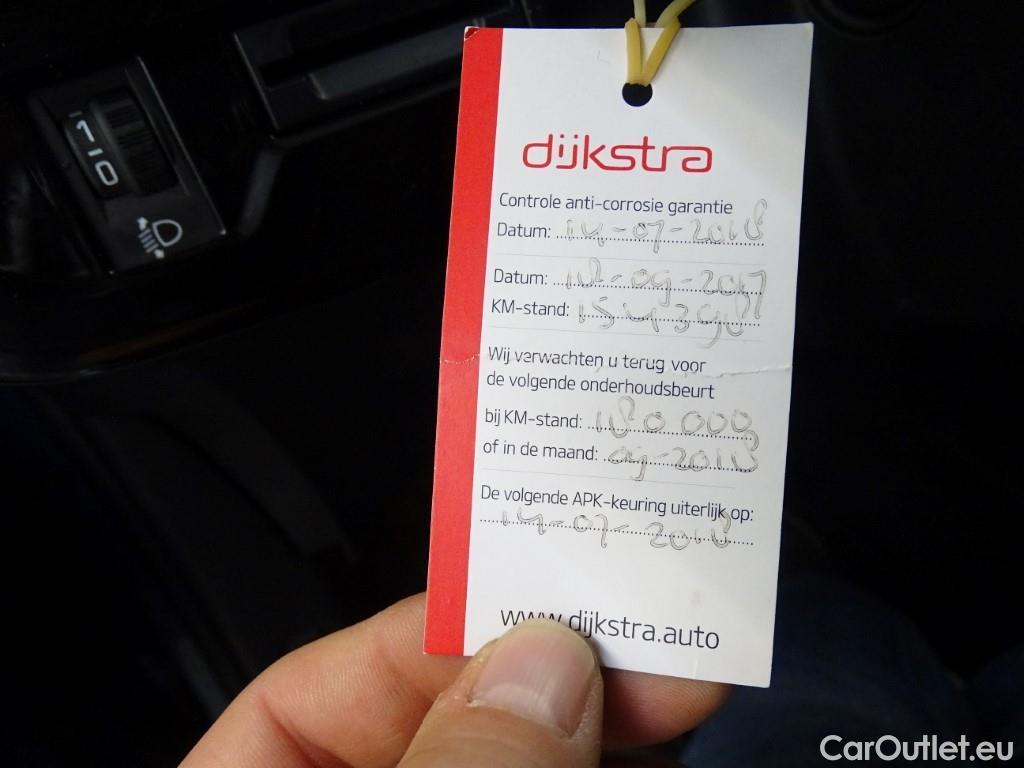 1
0
dijkstra
Controle anti-corrosie garantie
Datum: 14-07-2018
Datum: 18-09-2017
KM-stand:
Wij verwachten u terug voor
de volgende onderhoudsbeurt
bij KM-stand: 180 000
of in de maand: 09-2018
De volgende APK-keuring uiterlijk op:
14-07-2018
www.dijkstra.auto
CarOutlet.eu